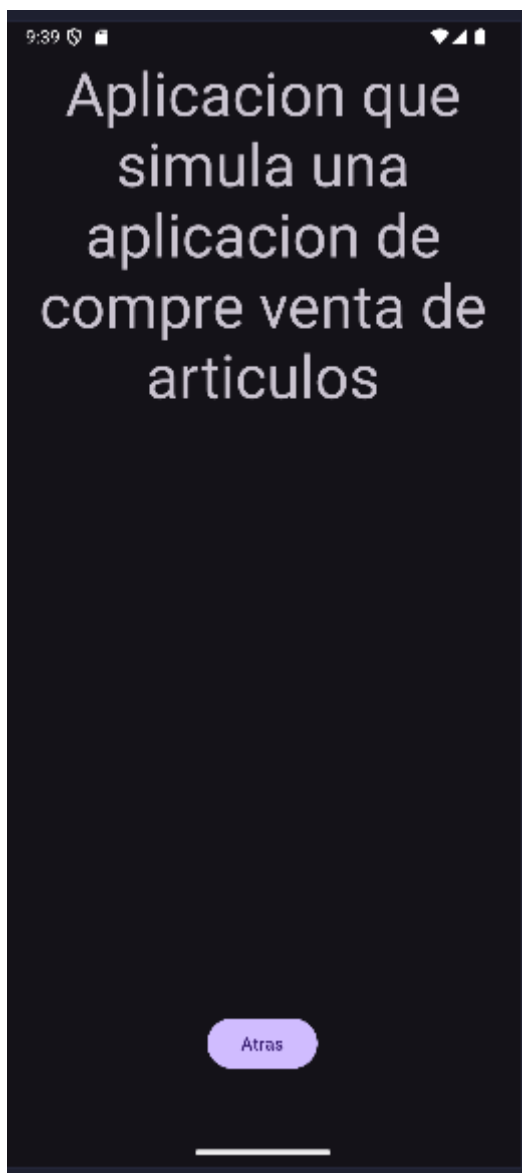 9:39
Aplicacion que
simula una
aplicacion de
compre venta de
articulos
Atras